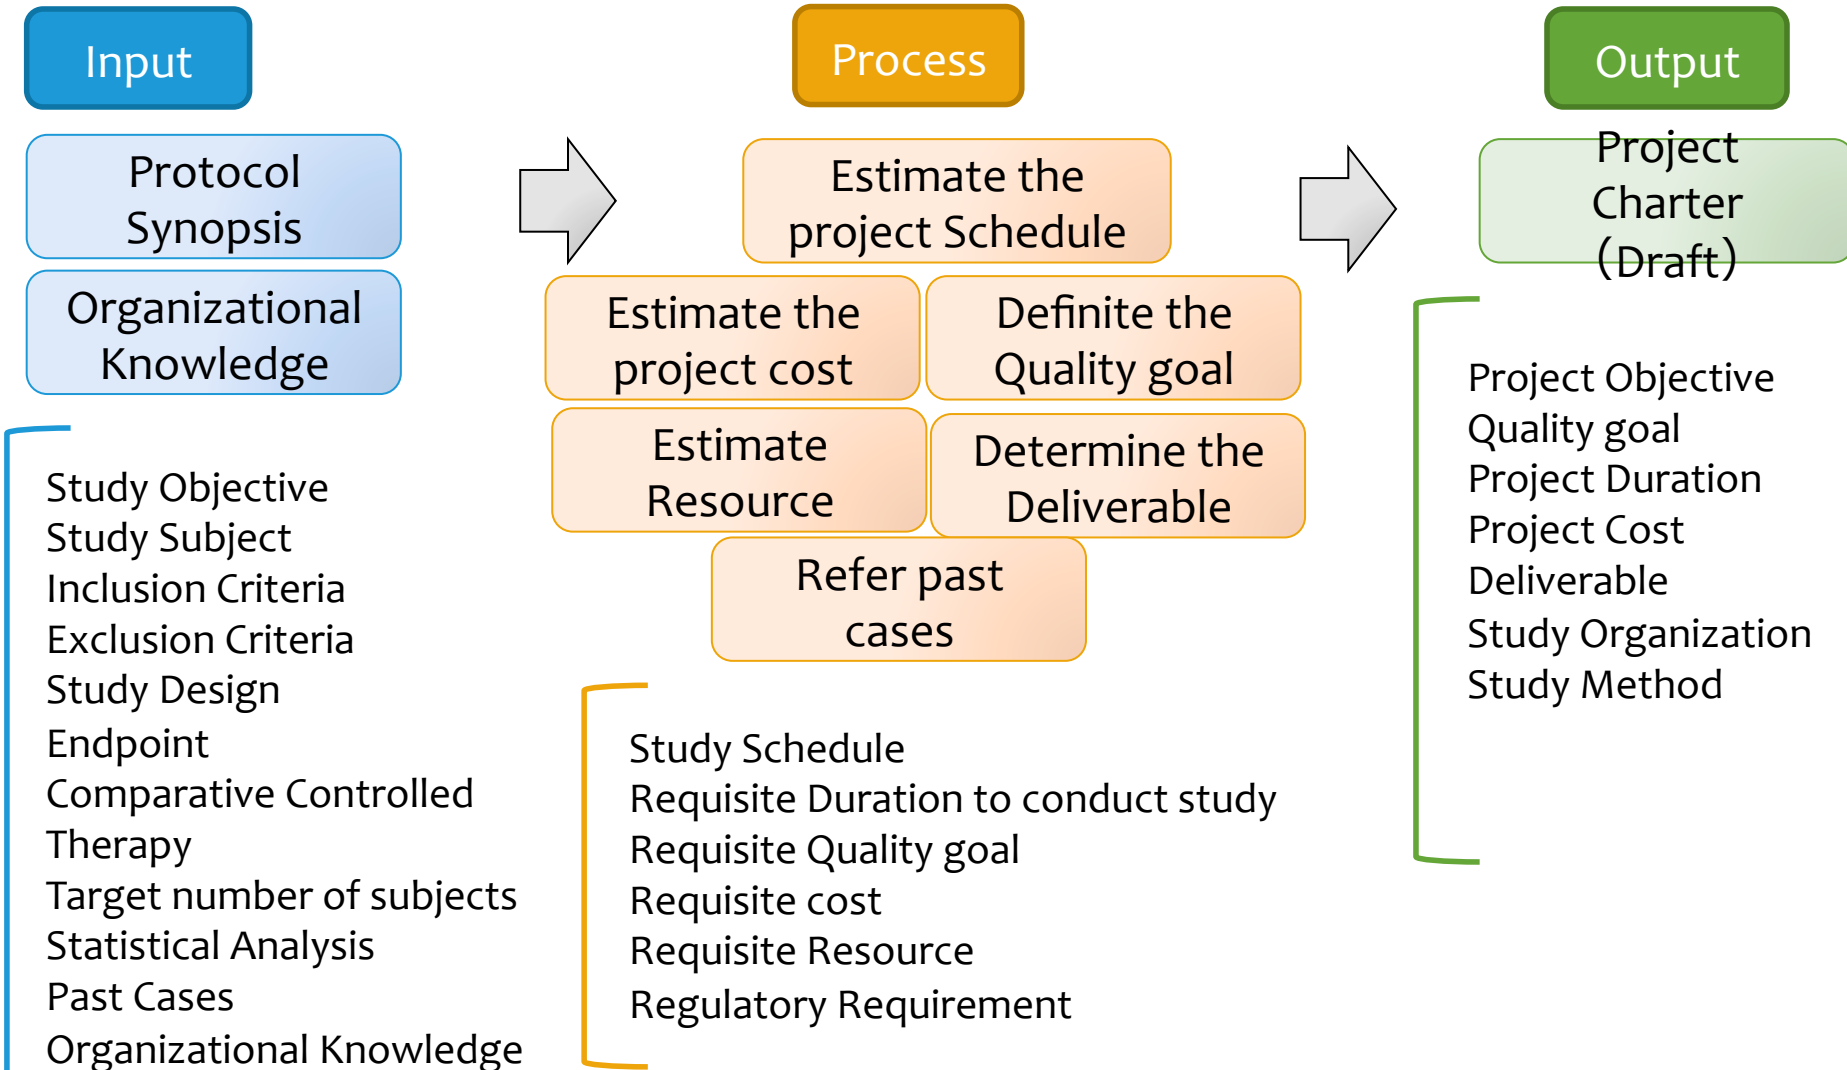 Input
Protocol
Synopsis
Organizational
Knowledge
Study Objective
Study Subject
Inclusion Criteria
Exclusion Criteria
Study Design
Endpoint
Comparative Controlled
Therapy
Target number of subjects
Statistical Analysis
Past Cases
Organizational Knowledge
Process
Estimate the
project Schedule
Estimate the
project cost
Definite the
Quality goal
Estimate
Resource
Determine the
Deliverable
Refer past
cases
Study Schedule
Requisite Duration to conduct study
Requisite Quality goal
Requisite cost
Requisite Resource
Regulatory Requirement
Output
Project
Charter
(Draft)
Project Objective
Quality goal
Project Duration
Project Cost
Deliverable
Study Organization
Study Method